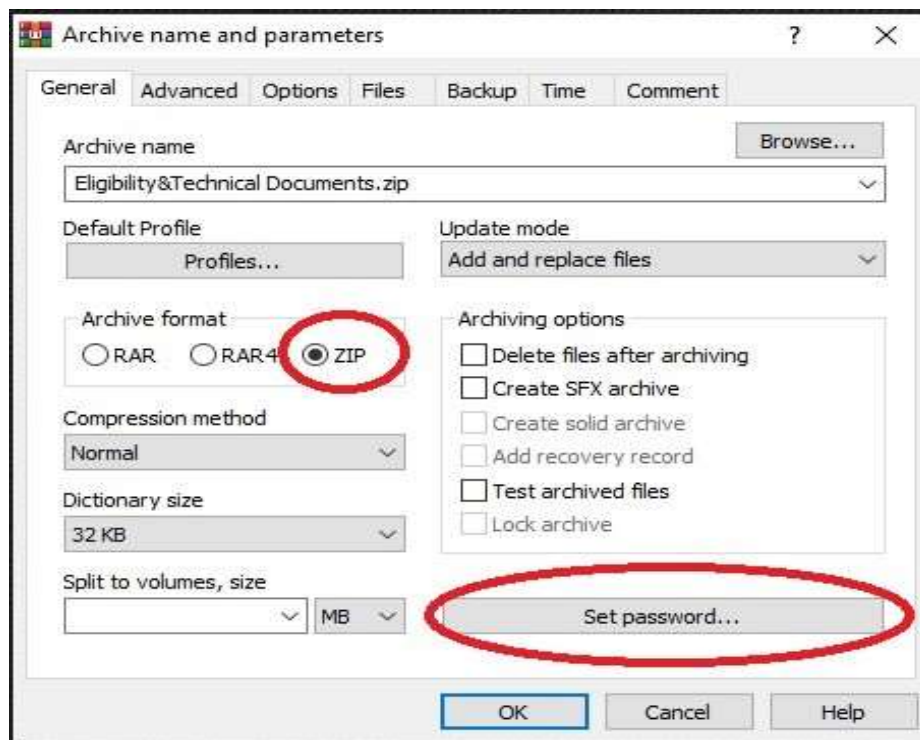 Archive name and parameters
?
General Advanced Options Files Backup Time Comment
Archive name
Browse...
Eligibility&Technical Documents.zip
Default Profile
Profiles...
Update mode
Add and replace files
Archive format
RAR RAR4 ZIP
Compression method
Normal
Dictionary size
32 KB
Split to volumes, size
MB
Archiving options
Delete files after archiving
Create SFX archive
Create solid archive
Add recovery record
Test archived files
Lock archive
Set password...
OK Cancel Help